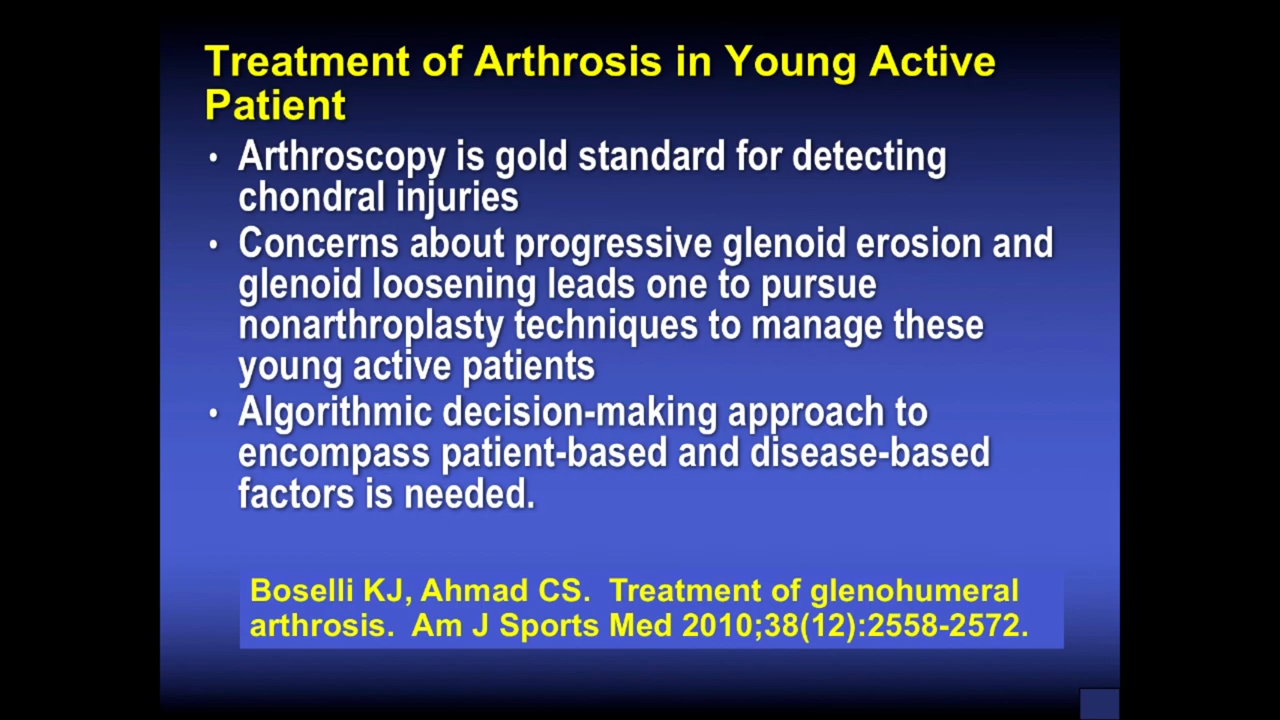 Treatment of Arthrosis in Young Active
Patient
• Arthroscopy is gold standard for detecting
chondral injuries
• Concerns about progressive glenoid erosion and
glenoid loosening leads one to pursue
nonarthroplasty techniques to manage these
young active patients
• Algorithmic decision-making approach to
encompass patient-based and disease-based
factors is needed.
Boselli KJ, Ahmad CS.  Treatment of glenohumeral
arthrosis.  Am J Sports Med 2010;38(12):2558-2572.